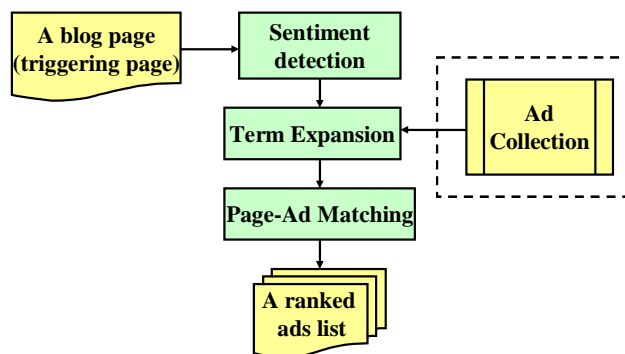 A blog page
(triggering page)
Sentiment
detection
Term Expansion
Ad
Collection
Page-Ad Matching
A ranked
ads list